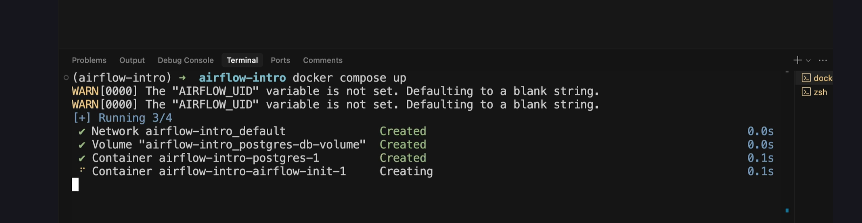 Problems Output Debug Console Terminal Ports Comments
(airflow-intro) → airflow-intro docker compose up
WARN[0000] The "AIRFLOW_UID" variable is not set. Defaulting to a blank string.
WARN[0000] The "AIRFLOW_UID" variable is not set. Defaulting to a blank string.
[+] Running 3/4
✔ Network airflow-intro_default Created 0.0s
✔ Volume "airflow-intro_postgres-db-volume" Created 0.0s
✔ Container airflow-intro-postgres-1 Created 0.1s
⠋ Container airflow-intro-airflow-init-1 Creating 0.1s
dock
zsh